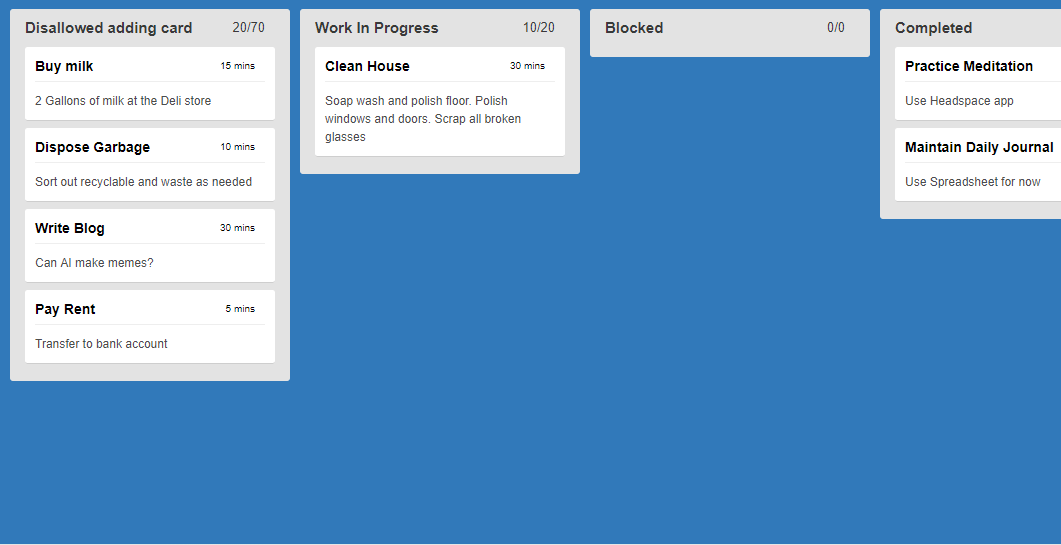 Disallowed adding card 20/70
Buy milk 15 mins
2 Gallons of milk at the Deli store
Dispose Garbage 10 mins
Sort out recyclable and waste as needed
Write Blog 30 mins
Can AI make memes?
Pay Rent 5 mins
Transfer to bank account
Work In Progress 10/20
Clean House 30 mins
Soap wash and polish floor. Polish
windows and doors. Scrap all broken
glasses
Blocked 0/0
Completed
Practice Meditation
Use Headspace app
Maintain Daily Journal
Use Spreadsheet for now